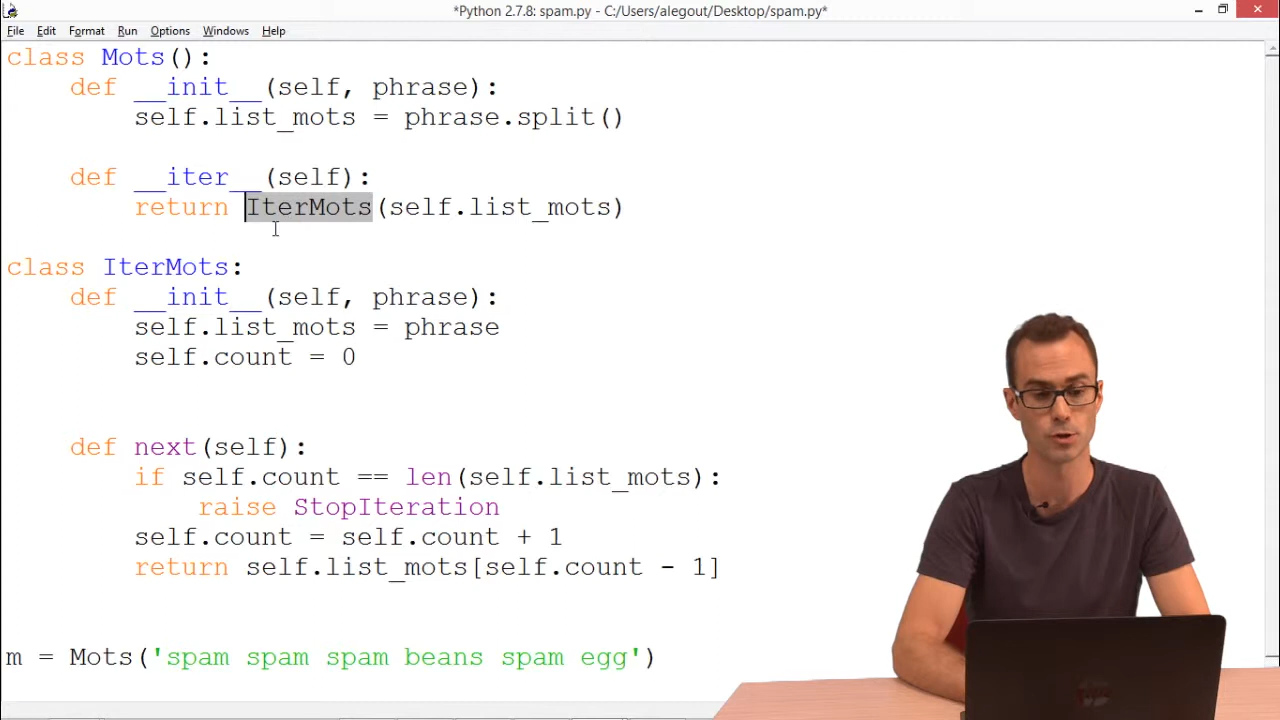 *Python 2.7.8: spam.py - C:/Users/alegout/Desktop/spam.py*
File Edit Format Run Options Windows Help
class Mots():
    def __init__(self, phrase):
        self.list_mots = phrase.split()
    def __iter__(self):
        return IterMots(self.list_mots)
class IterMots:
    def __init__(self, phrase):
        self.list_mots = phrase
        self.count = 0
    def next(self):
        if self.count == len(self.list_mots):
            raise StopIteration
        self.count = self.count + 1
        return self.list_mots[self.count - 1]
m = Mots('spam spam spam beans spam egg')